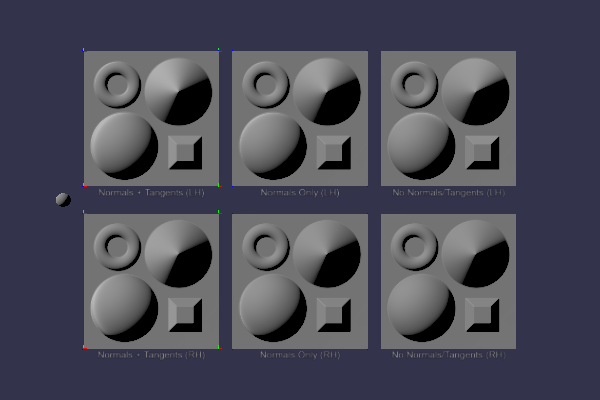 Normals + Tangents (LH)
Normals Only (LH)
No Normals/Tangents (LH)
Normals + Tangents (RH)
Normals Only (RH)
No Normals/Tangents (RH)